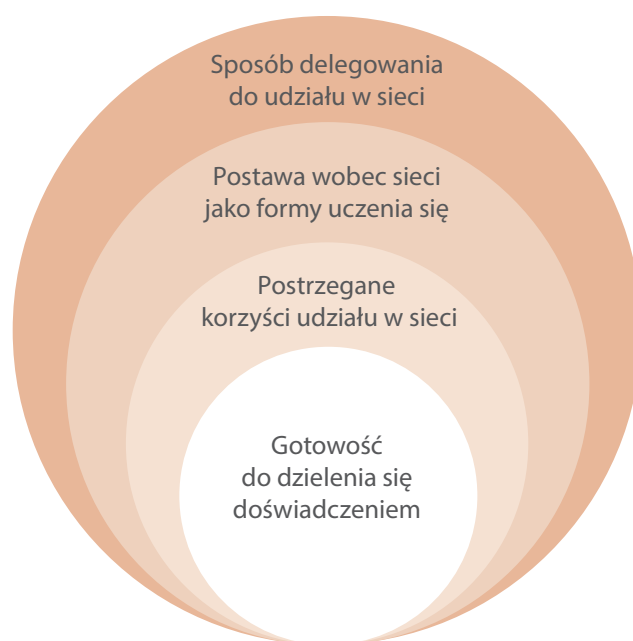 Sposób delegowania
do udziału w sieci
Postawa wobec sieci
jako formy uczenia się
Postrzegane
korzyści udziału w sieci
Gotowość
do dzielenia się
doświadczeniem